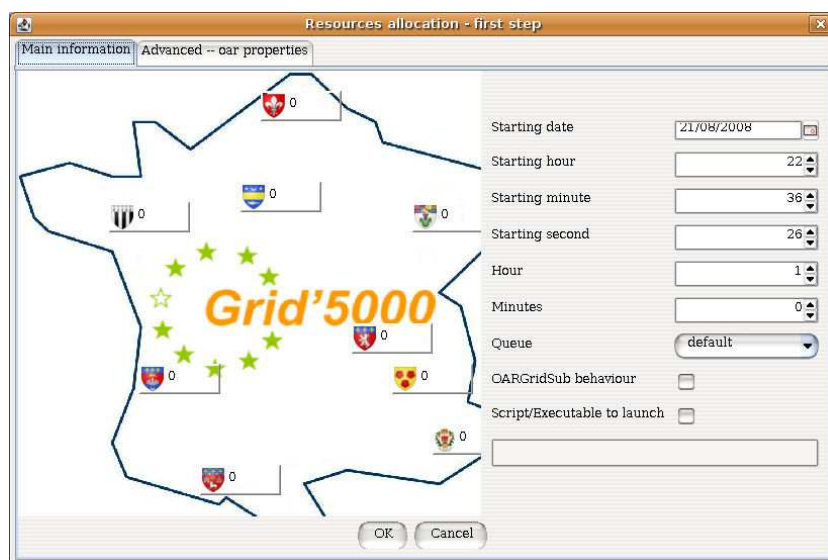 Resources allocation - first step
Main information
Advanced -- oar properties
0
0
0
0
Grid'5000
0
0
0
0
0
Starting date 21/08/2008
Starting hour 22
Starting minute 36
Starting second 26
Hour 1
Minutes 0
Queue default
OARGridSub behaviour
Script/Executable to launch
OK
Cancel